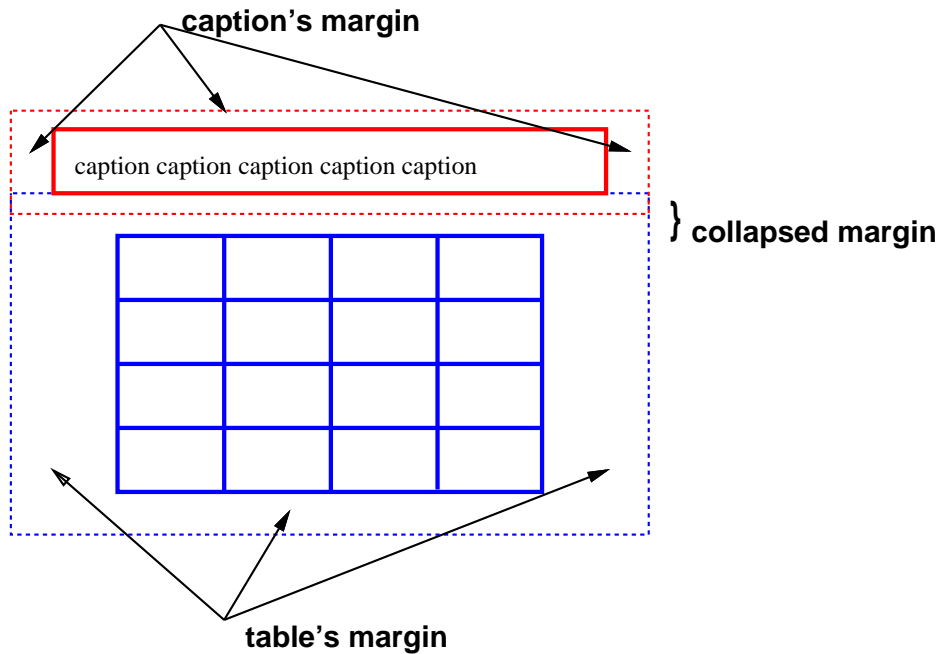 caption's margin
caption caption caption caption caption
} collapsed margin
table's margin